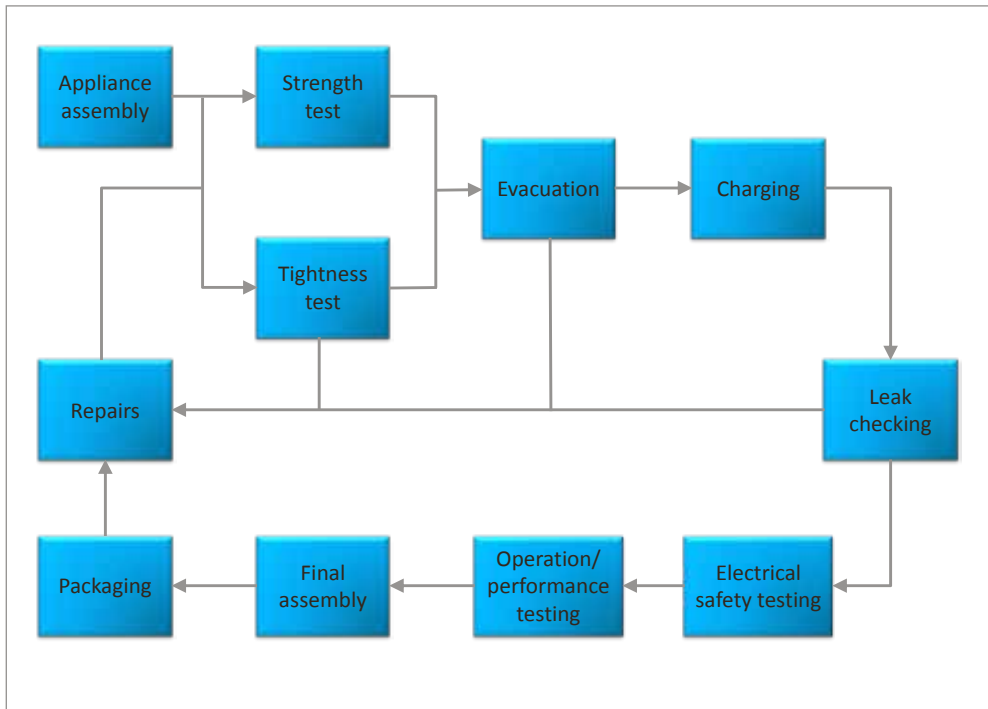 Appliance
assembly
Strength
test
Evacuation
Charging
Tightness
test
Repairs
Leak
checking
Packaging
Final
assembly
Operation/
performance
testing
Electrical
safety testing